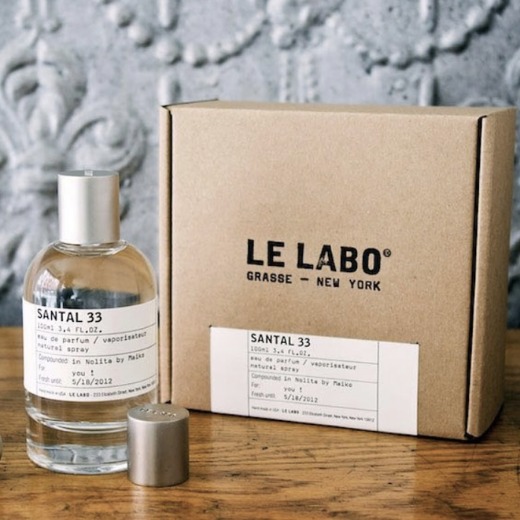 LE LABO®
GRASSE — NEW YORK
SANTAL 33
100ml 3.4 FL.OZ.
eau de parfum / vaporisateur
natural spray
Compounded in Nolita by Maiko
For: you !
Fresh until: 5/18/2012
SANTAL 33
100ml 3.4 FL.OZ.
eau de parfum / vaporisateur
natural spray
Compounded in Nolita by Maiko
For: you !
Fresh until: 5/18/2012
LE LABO